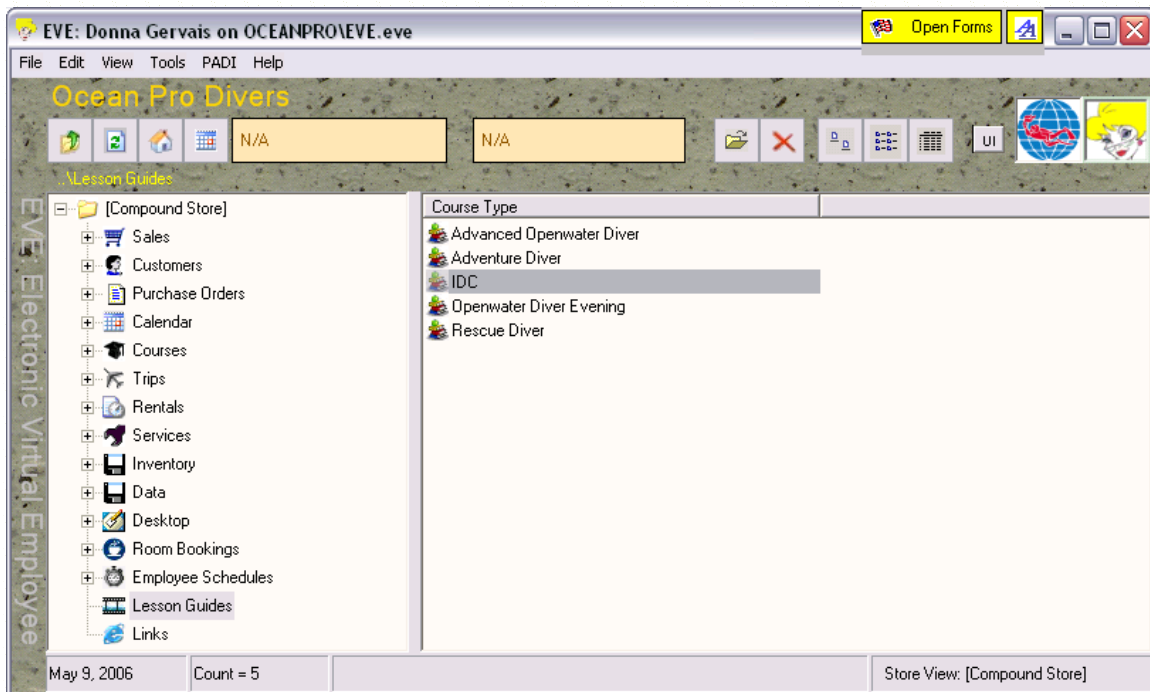 EVE: Donna Gervais on OCEANPRO\EVE.eve
Open Forms
A
File Edit View Tools PADI Help
Ocean Pro Divers
N/A
N/A
UI
..\Lesson Guides
EVE: Electronic Virtual Employee
[Compound Store]
Sales
Customers
Purchase Orders
Calendar
Courses
Trips
Rentals
Services
Inventory
Data
Desktop
Room Bookings
Employee Schedules
Lesson Guides
Links
Course Type
Advanced Openwater Diver
Adventure Diver
IDC
Openwater Diver Evening
Rescue Diver
May 9, 2006
Count = 5
Store View: [Compound Store]